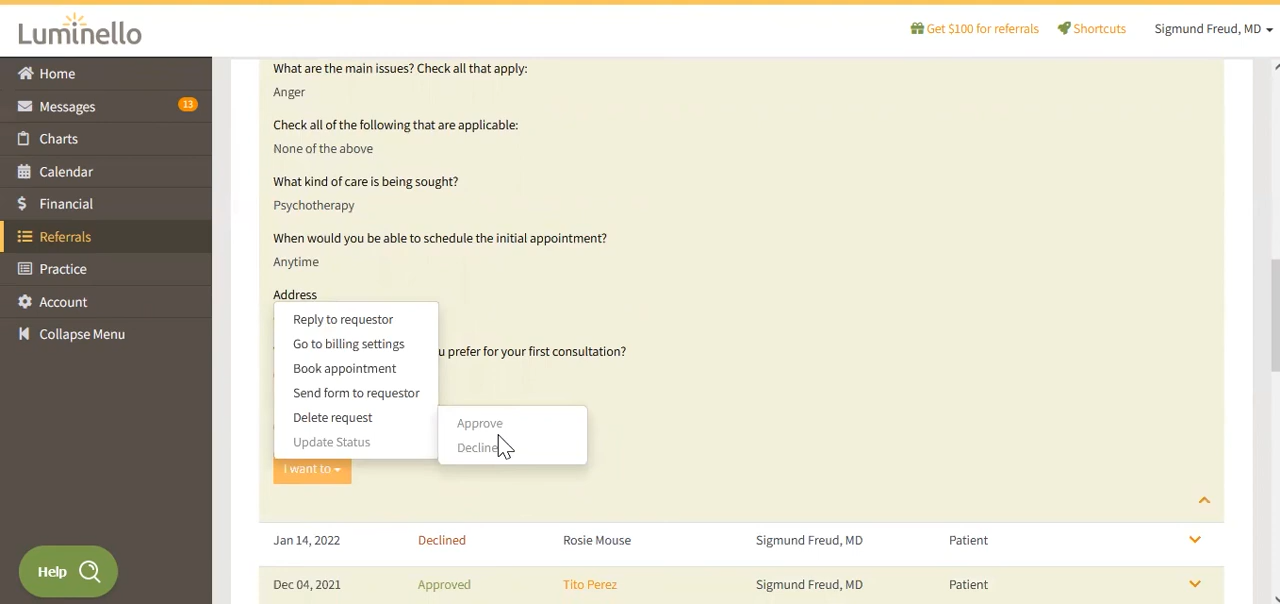 Luminello
Get $100 for referrals
Shortcuts
Sigmund Freud, MD
Home
Messages
13
Charts
Calendar
Financial
Referrals
Practice
Account
Collapse Menu
Help
What are the main issues? Check all that apply:
Anger
Check all of the following that are applicable:
None of the above
What kind of care is being sought?
Psychotherapy
When would you be able to schedule the initial appointment?
Anytime
Address
Reply to requestor
Go to billing settings
u prefer for your first consultation?
Book appointment
Send form to requestor
Delete request
Update Status
Approve
Decline
I want to
Jan 14, 2022 Declined Rosie Mouse Sigmund Freud, MD Patient
Dec 04, 2021 Approved Tito Perez Sigmund Freud, MD Patient